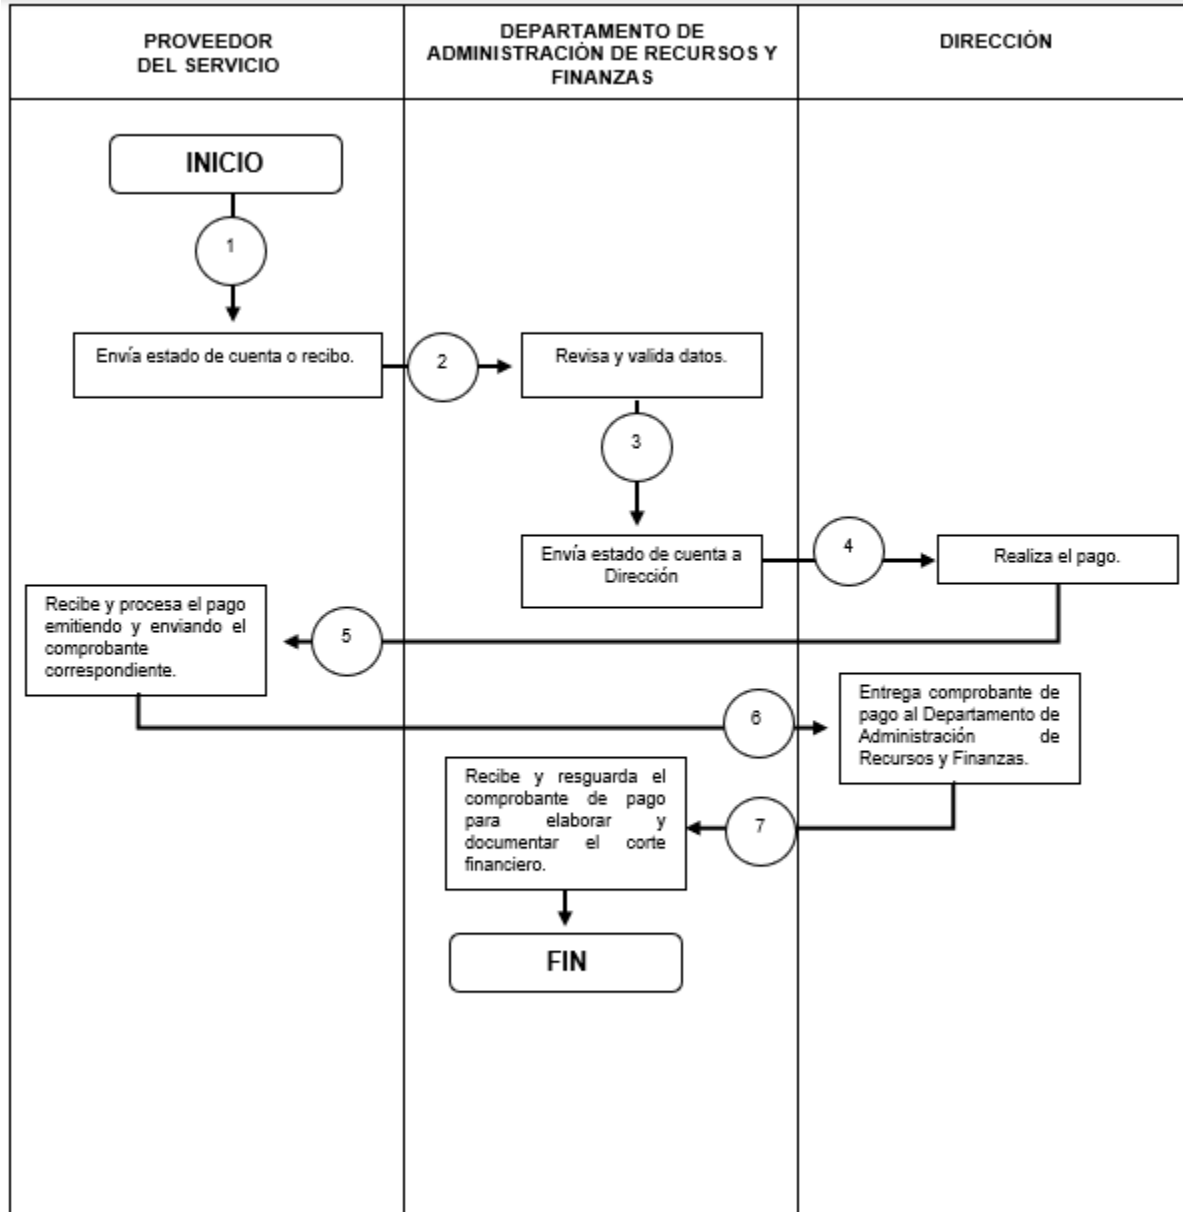 PROVEEDOR
DEL SERVICIO
DEPARTAMENTO DE
ADMINISTRACIÓN DE RECURSOS Y
FINANZAS
DIRECCIÓN
INICIO
1
Envía estado de cuenta o recibo.
2
Revisa y valida datos.
3
Envía estado de cuenta a
Dirección
4
Realiza el pago.
Recibe y procesa el pago
emitiendo y enviando el
comprobante
correspondiente.
5
6
Entrega comprobante de
pago al Departamento de
Administración de
Recursos y Finanzas.
Recibe y resguarda el
comprobante de pago
para elaborar y
documentar el corte
financiero.
7
FIN